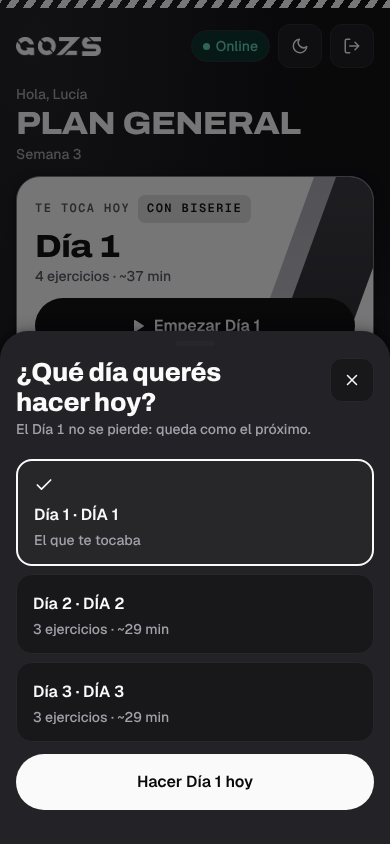 GOZS
Online
Hola, Lucía
PLAN GENERAL
Semana 3
TE TOCA HOY CON BISERIE
Día 1
4 ejercicios · ~37 min
Empezar Día 1
¿Qué día querés
hacer hoy?
El Día 1 no se pierde: queda como el próximo.
Día 1 · DÍA 1
El que te tocaba
Día 2 · DÍA 2
3 ejercicios · ~29 min
Día 3 · DÍA 3
3 ejercicios · ~29 min
Hacer Día 1 hoy